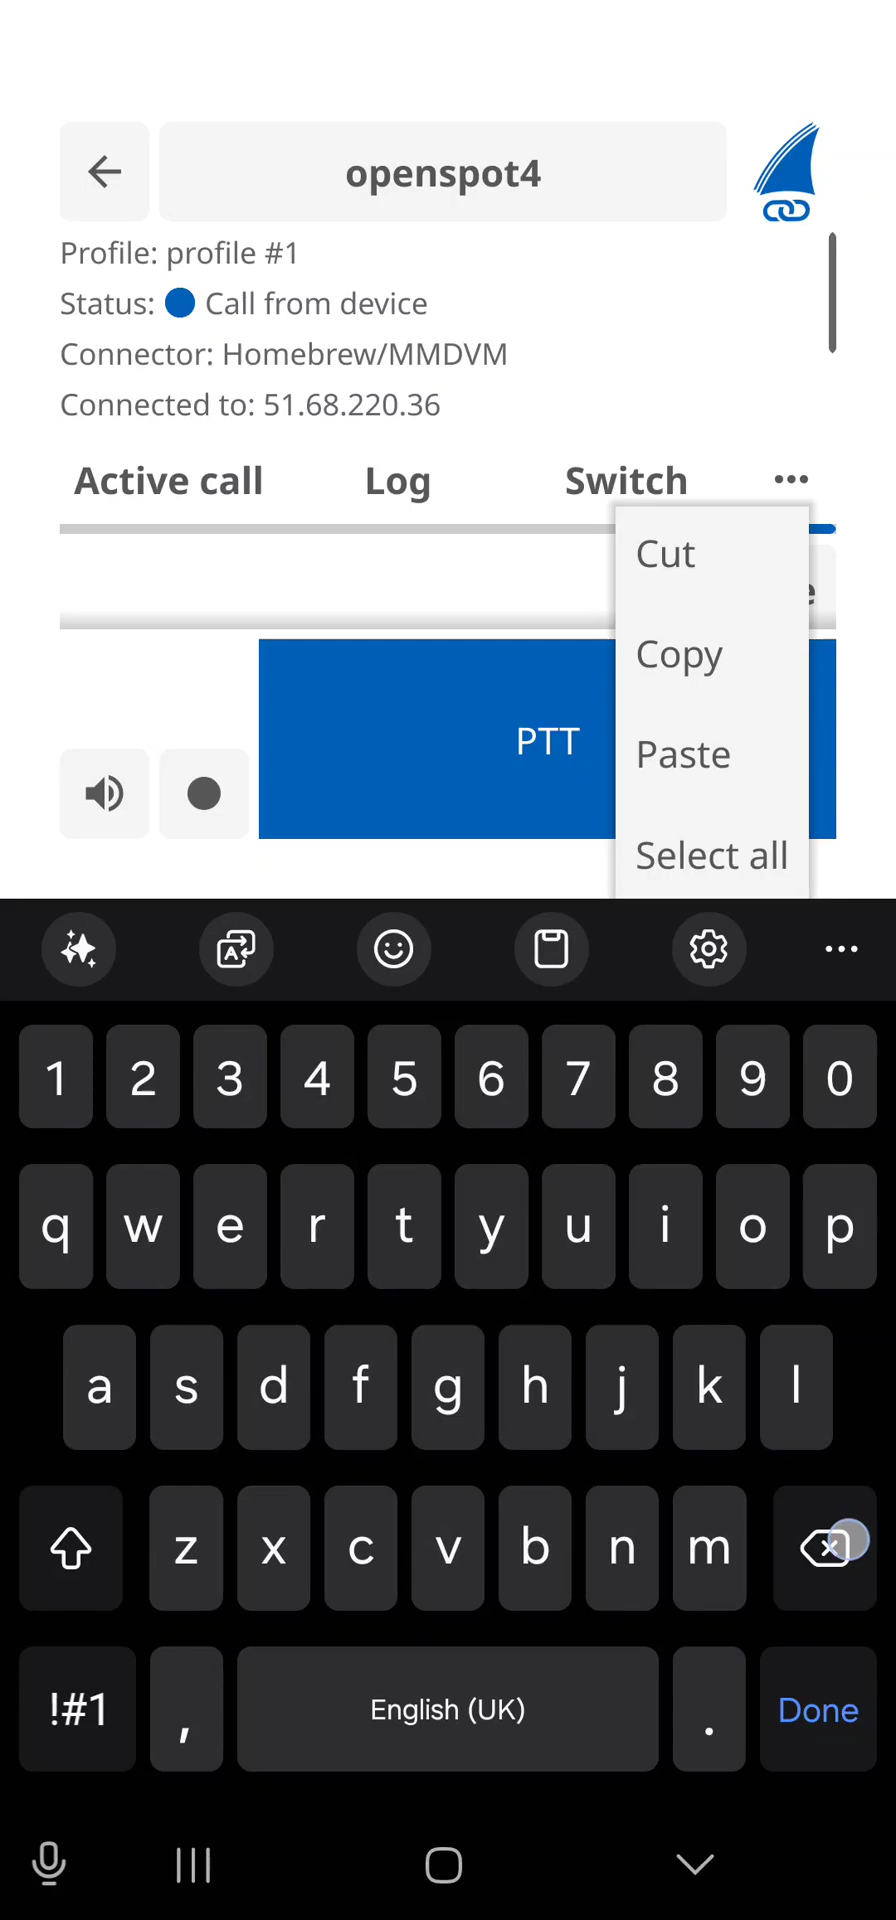 openspot4
Profile: profile #1
Status: Call from device
Connector: Homebrew/MMDVM
Connected to: 51.68.220.36
Active call Log Switch ...
Cut
Copy
PTT
Paste
Select all
1 2 3 4 5 6 7 8 9 0
q w e r t y u i o p
a s d f g h j k l
z x c v b n m
!#1 , English (UK) . Done